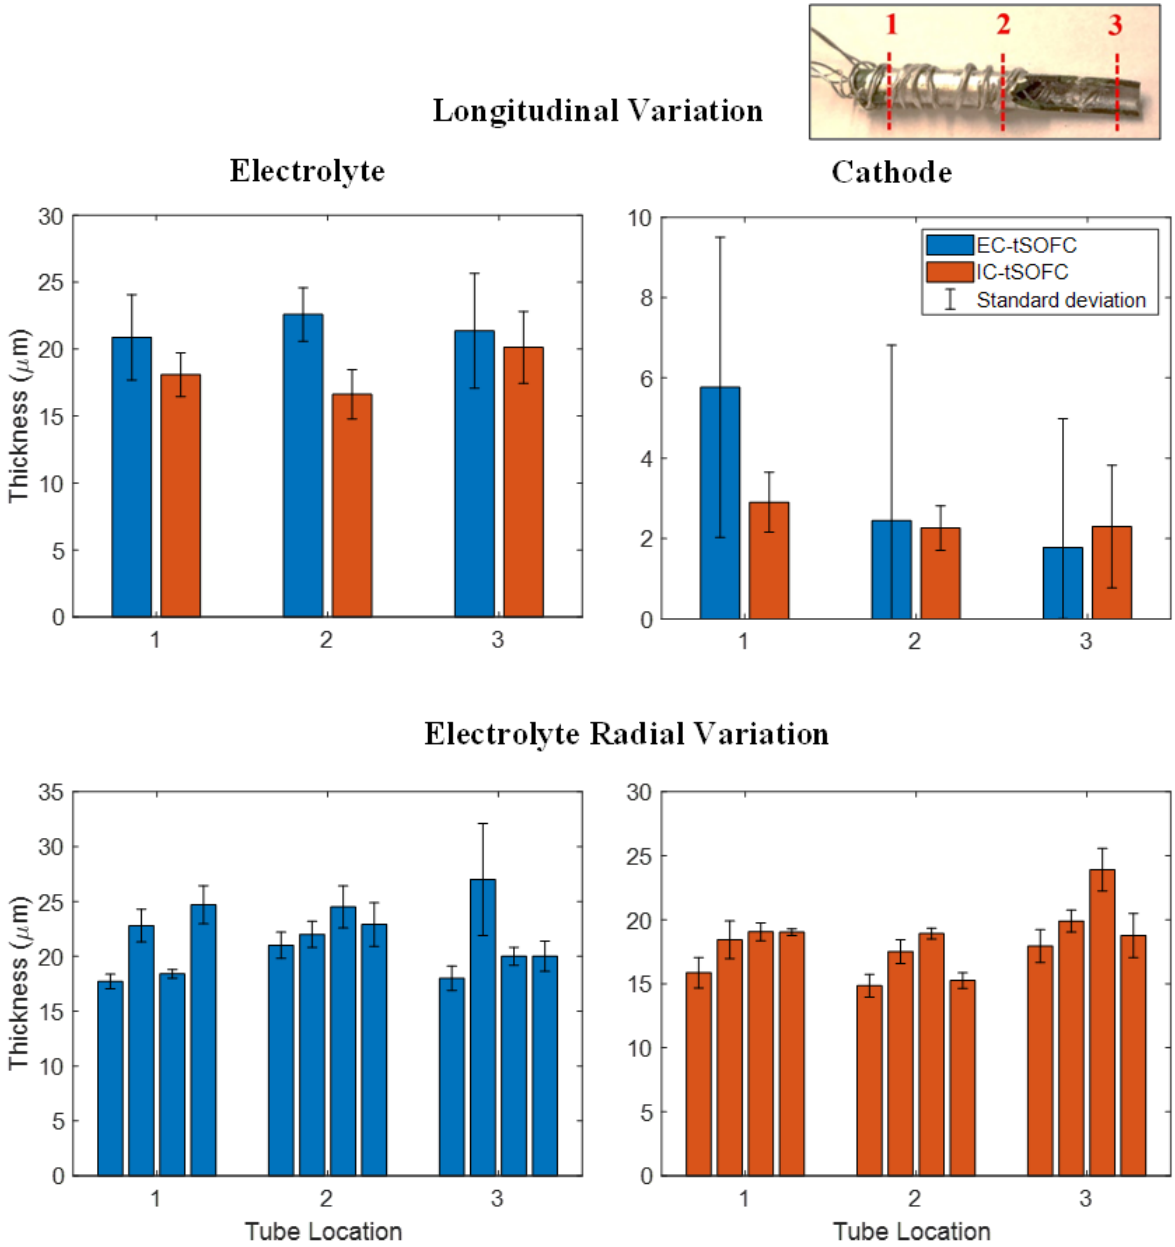 1 2 3
Longitudinal Variation
Electrolyte
Cathode
30
25
20
15
10
5
0
Thickness (μm)
1 2 3
10
8
6
4
2
0
EC-tSOFC
IC-tSOFC
Standard deviation
1 2 3
Electrolyte Radial Variation
35
30
25
20
15
10
5
0
Thickness (μm)
1 2 3
Tube Location
30
25
20
15
10
5
0
1 2 3
Tube Location